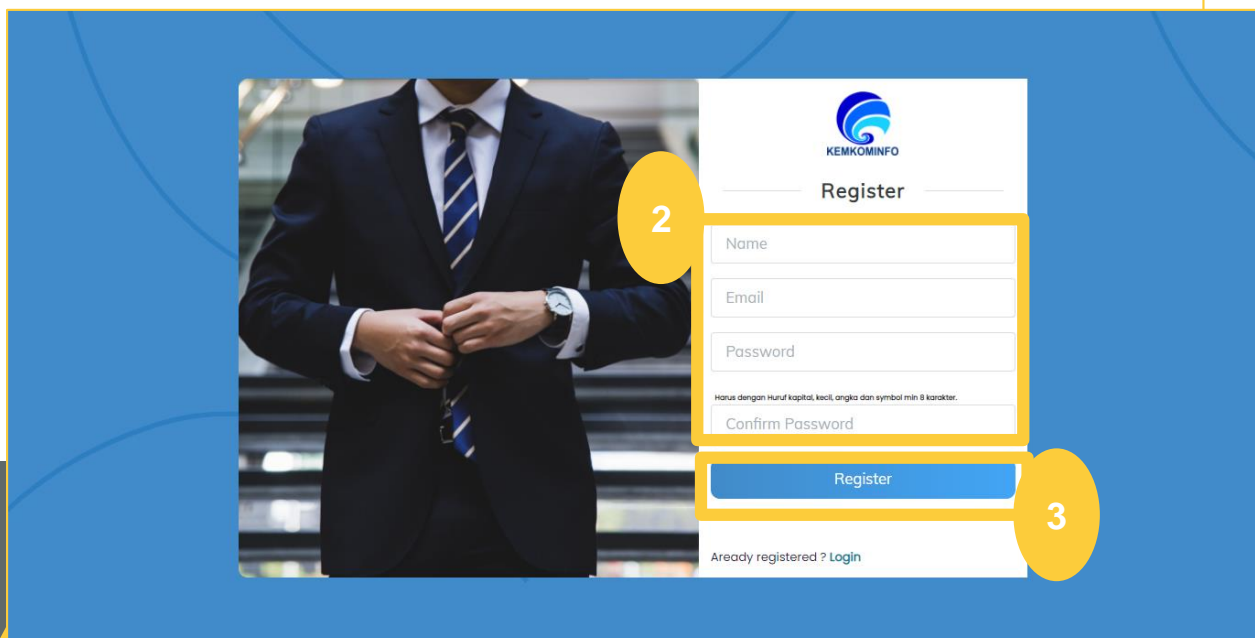 KEMKOMINFO
Register
2
Name
Email
Password
Harus dengan Huruf kapital, kecil, angka dan symbol min 8 karakter.
Confirm Password
Register
3
Aready registered ? Login